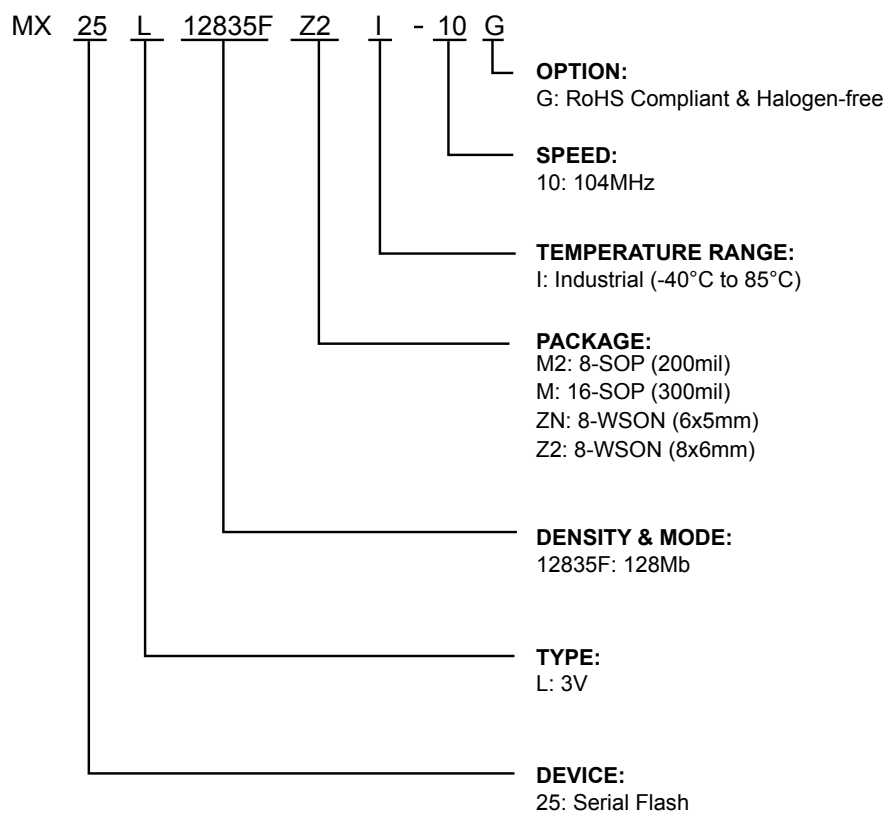 MX 25 L 12835F Z2 I - 10 G
OPTION:
G: RoHS Compliant & Halogen-free
SPEED:
10: 104MHz
TEMPERATURE RANGE:
I: Industrial (-40°C to 85°C)
PACKAGE:
M2: 8-SOP (200mil)
M: 16-SOP (300mil)
ZN: 8-WSON (6x5mm)
Z2: 8-WSON (8x6mm)
DENSITY & MODE:
12835F: 128Mb
TYPE:
L: 3V
DEVICE:
25: Serial Flash